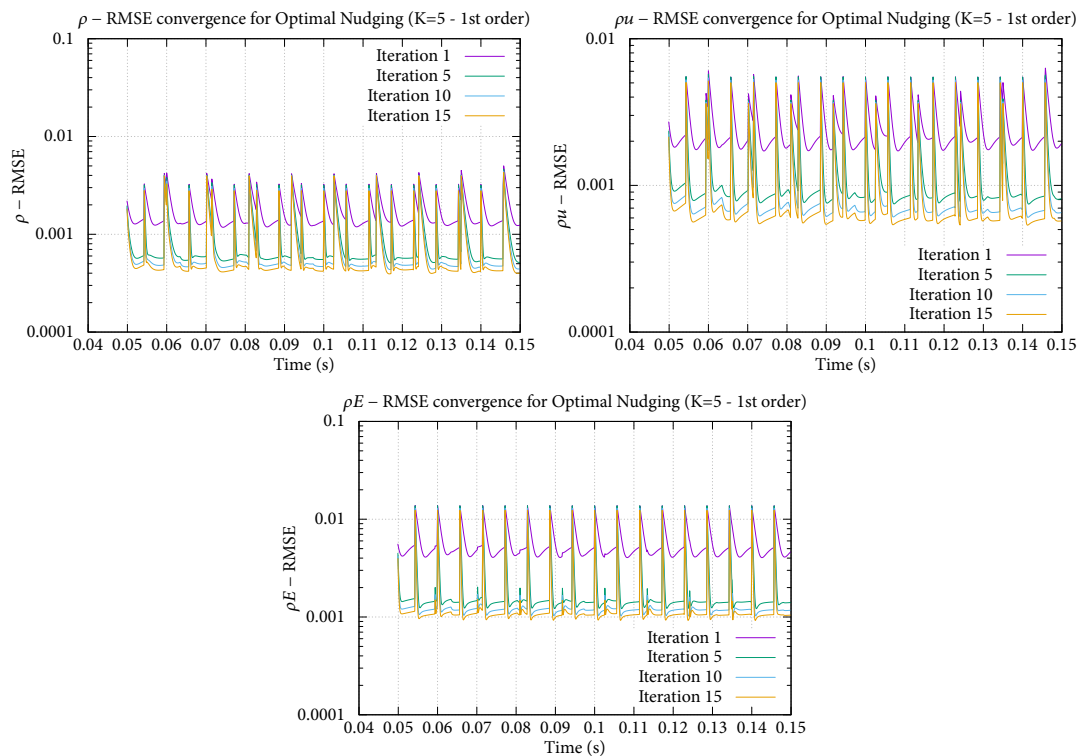 ρ – RMSE convergence for Optimal Nudging (K=5 - 1st order)
0.1
0.01
0.001
0.0001
ρ – RMSE
Iteration 1
Iteration 5
Iteration 10
Iteration 15
0.04 0.05 0.06 0.07 0.08 0.09 0.1 0.11 0.12 0.13 0.14 0.15
Time (s)
ρu – RMSE convergence for Optimal Nudging (K=5 - 1st order)
0.01
0.001
0.0001
ρu – RMSE
Iteration 1
Iteration 5
Iteration 10
Iteration 15
0.04 0.05 0.06 0.07 0.08 0.09 0.1 0.11 0.12 0.13 0.14 0.15
Time (s)
ρE – RMSE convergence for Optimal Nudging (K=5 - 1st order)
0.1
0.01
0.001
0.0001
ρE – RMSE
Iteration 1
Iteration 5
Iteration 10
Iteration 15
0.04 0.05 0.06 0.07 0.08 0.09 0.1 0.11 0.12 0.13 0.14 0.15
Time (s)